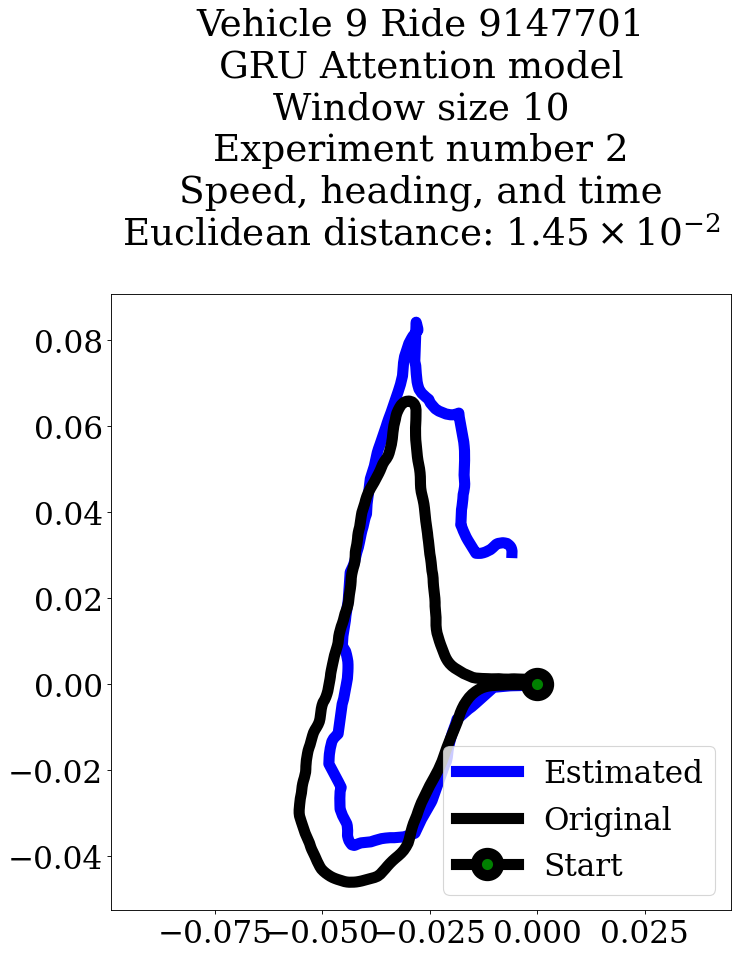 Vehicle 9 Ride 9147701
GRU Attention model
Window size 10
Experiment number 2
Speed, heading, and time
Euclidean distance: 1.45 × 10⁻²
0.08
0.06
0.04
0.02
0.00
−0.02
−0.04
Estimated
Original
Start
−0.075 −0.050 −0.025 0.000 0.025